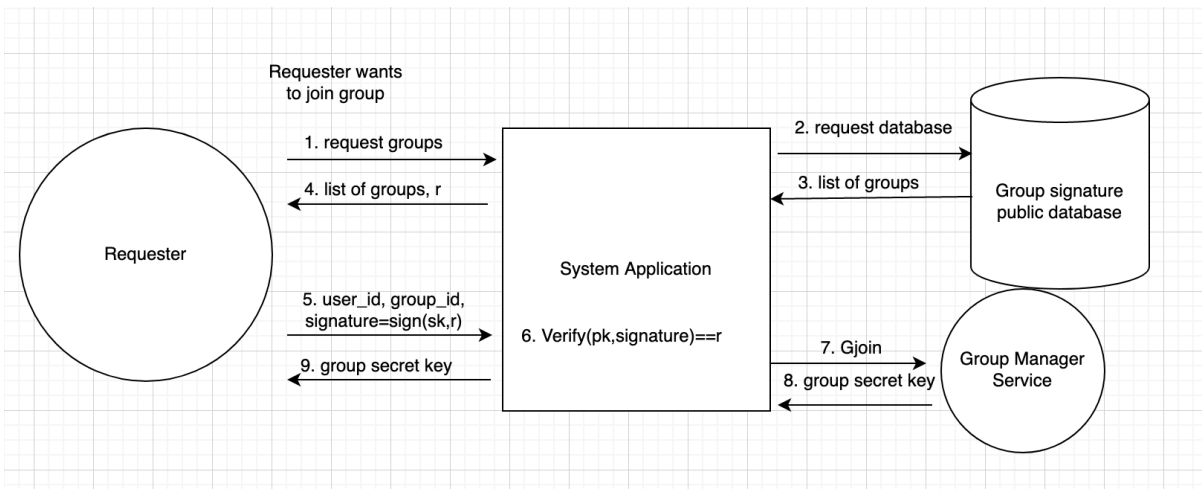 Requester wants
to join group
1. request groups
4. list of groups, r
Requester
5. user_id, group_id,
signature=sign(sk,r)
9. group secret key
System Application
6. Verify(pk,signature)==r
2. request database
3. list of groups
Group signature
public database
7. Gjoin
8. group secret key
Group Manager
Service